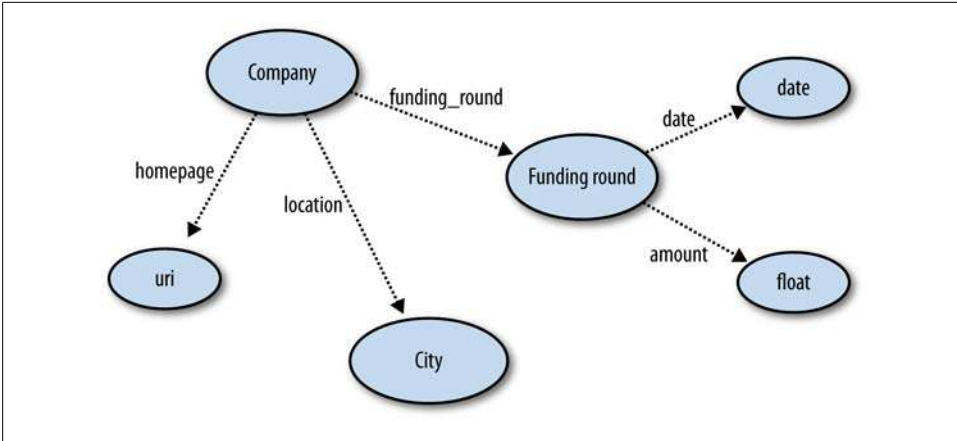 Company
funding_round
date
date
homepage
Funding round
location
amount
uri
float
City